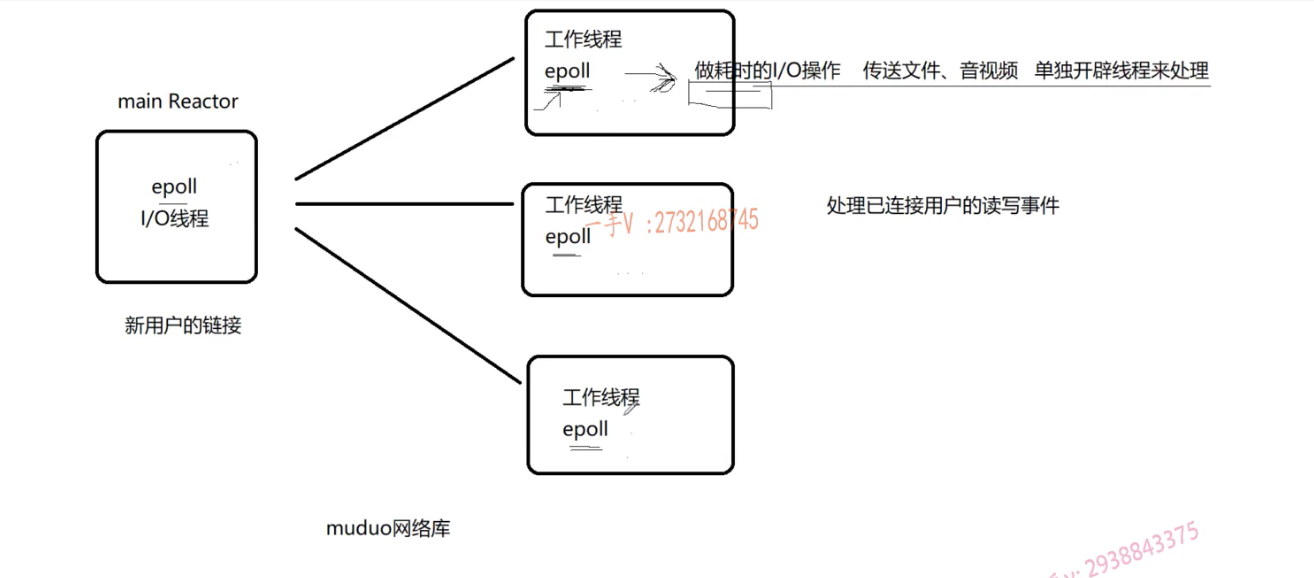 工作线程
epoll
做耗时的I/O操作 传送文件、音视频 单独开辟线程来处理
main Reactor
epoll
I/O线程
新用户的链接
工作线程
epoll
一手V :2732168745
处理已连接用户的读写事件
工作线程
epoll
muduo网络库
v: 2938843375